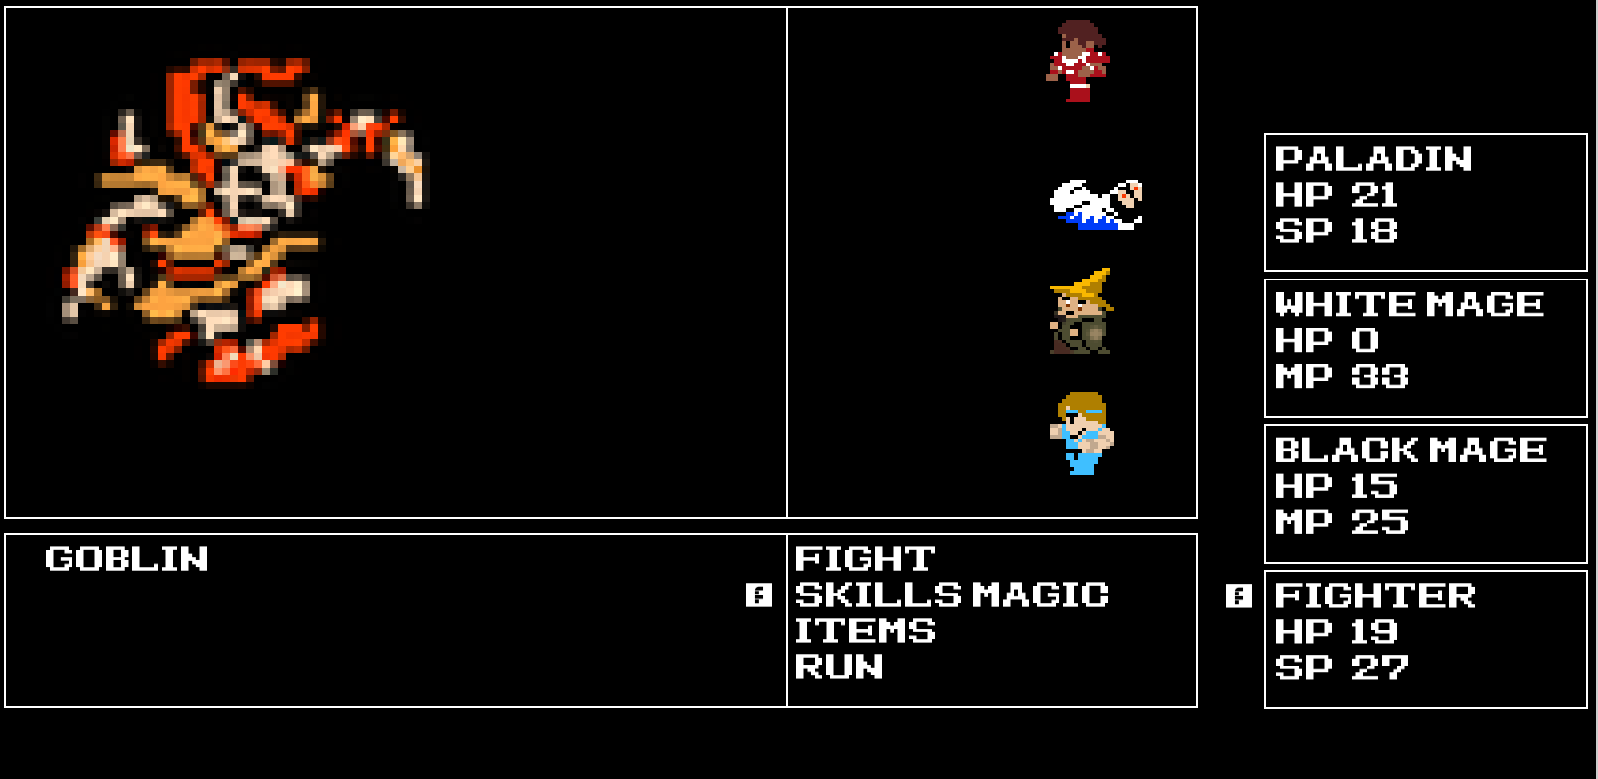 GOBLIN
FIGHT
SKILLS MAGIC
ITEMS
RUN
PALADIN
HP 21
SP 18
WHITE MAGE
HP 0
MP 33
BLACK MAGE
HP 15
MP 25
FIGHTER
HP 19
SP 27